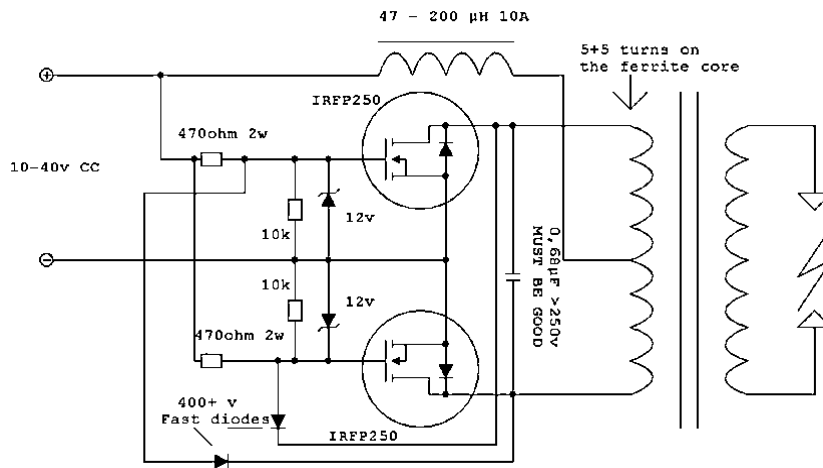 47 - 200 µH 10A
5+5 turns on
the ferrite core
IRFP250
470ohm 2w
10-40v CC
12v
10k
0,68µF >250v
MUST BE GOOD
10k
12v
470ohm 2w
400+ v
Fast diodes
IRFP250